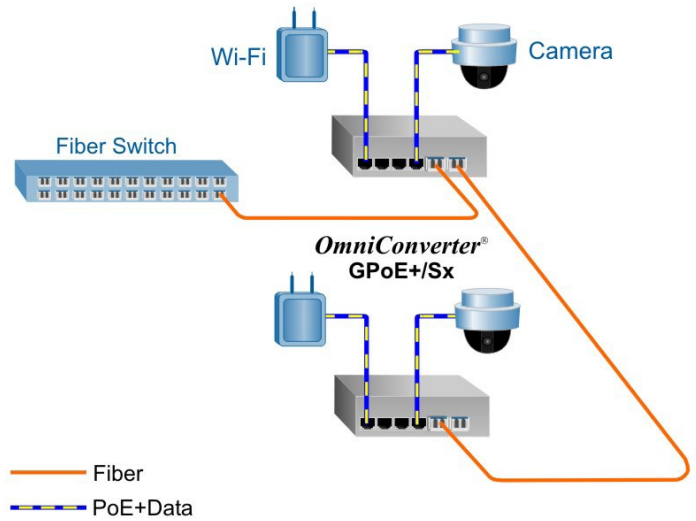 Wi-Fi
Camera
Fiber Switch
OmniConverter®
GPoE+/Sx
Fiber
PoE+Data